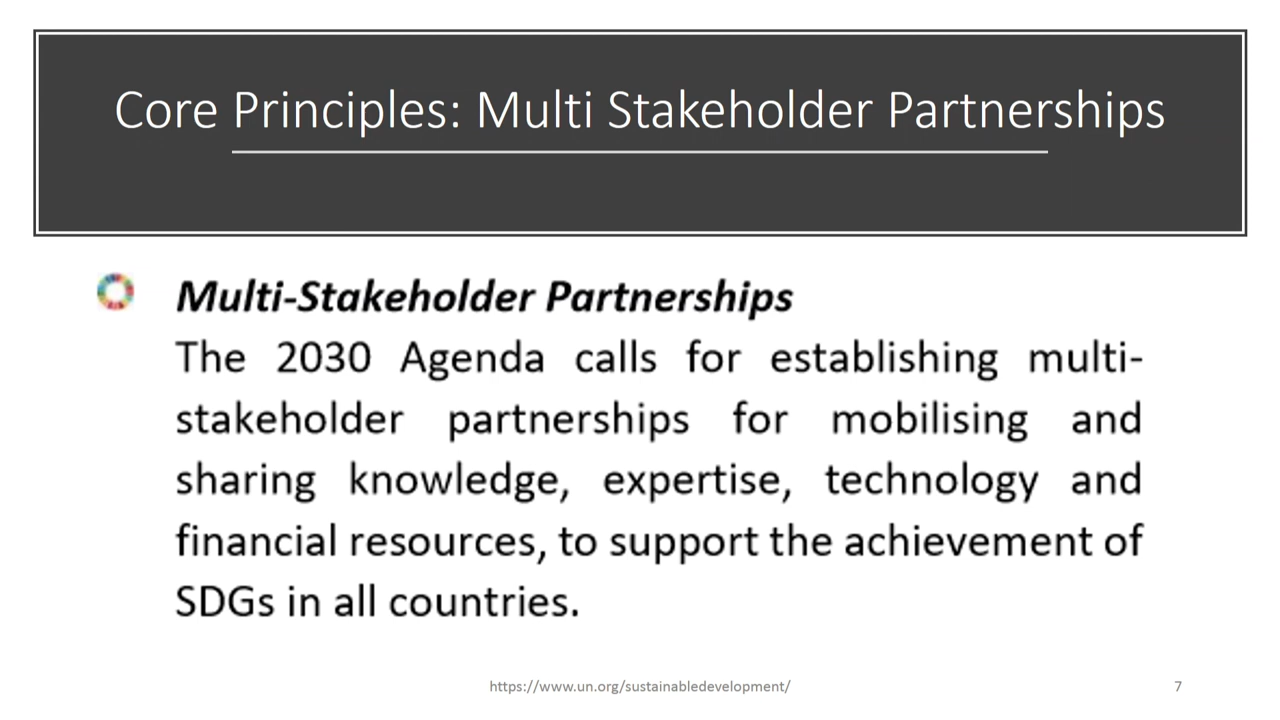 Core Principles: Multi Stakeholder Partnerships
Multi-Stakeholder Partnerships
The 2030 Agenda calls for establishing multi-
stakeholder partnerships for mobilising and
sharing knowledge, expertise, technology and
financial resources, to support the achievement of
SDGs in all countries.
https://www.un.org/sustainabledevelopment/
7